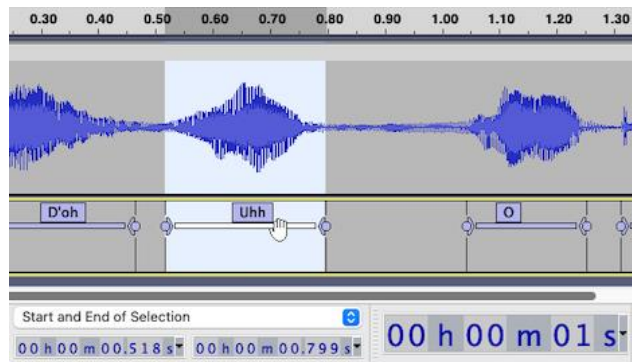 0.30 0.40 0.50 0.60 0.70 0.80 0.90 1.00 1.10 1.20 1.30
D'oh Uhh O
Start and End of Selection
00 h 00 m 00.518 s 00 h 00 m 00.799 s
00 h 00 m 01 s